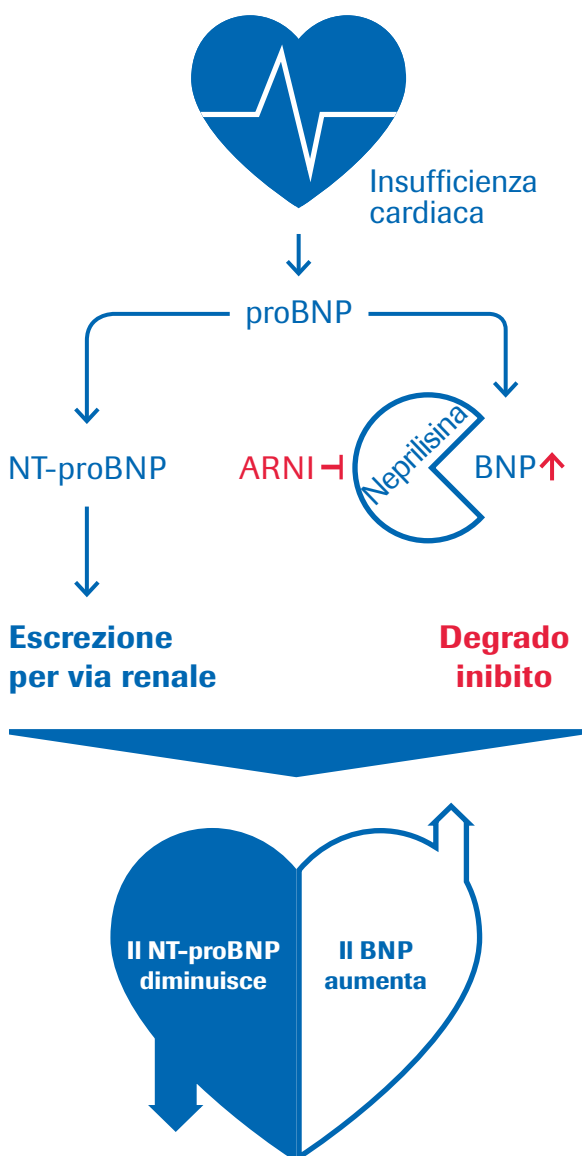 Insufficienza
cardiaca
proBNP
NT-proBNP
ARNI
Neprilisina
BNP
Escrezione
per via renale
Degrado
inibito
Il NT-proBNP
diminuisce
Il BNP
aumenta